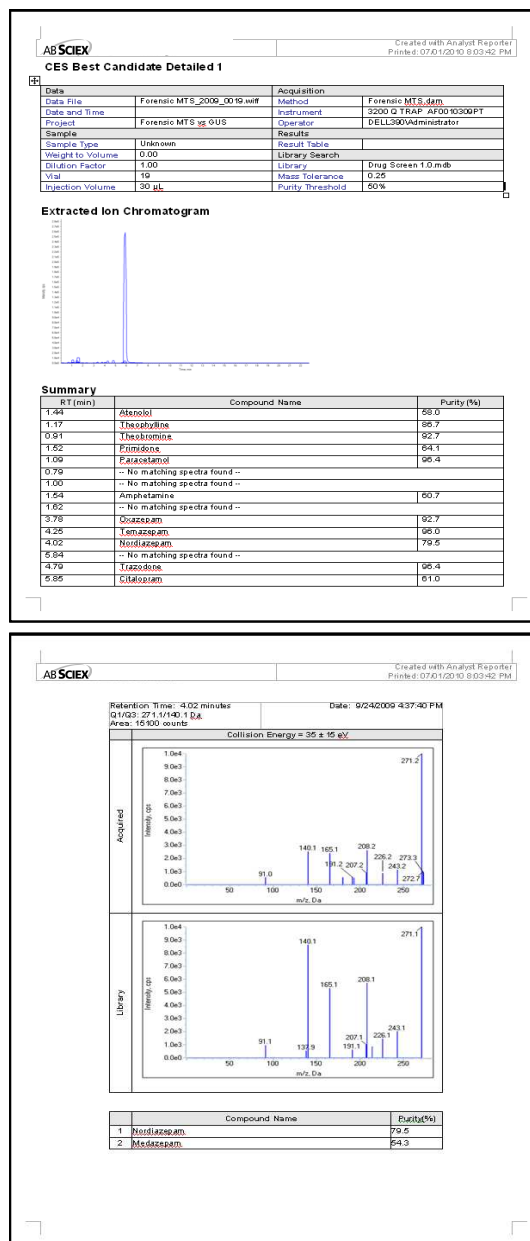 AB SCIEX
Created with Analyst Reporter
Printed: 07/01/2010 8:03:42 PM
CES Best Candidate Detailed 1
Data Acquisition
Data File Forensic MTS_2009_0019.wiff Method Forensic MTS.dam
Date and Time Instrument 3200 Q TRAP AF0010309PT
Project Forensic MTS vs GUS Operator DELL390\Administrator
Sample Results
Sample Type Unknown Result Table
Weight to Volume 0.00 Library Search
Dilution Factor 1.00 Library Drug Screen 1.0.mdb
Vial 19 Mass Tolerance 0.25
Injection Volume 30 µL Purity Threshold 50%
Extracted Ion Chromatogram
Summary
RT (min) Compound Name Purity (%)
1.44 Atenolol 58.0
1.17 Theophylline 86.7
0.91 Theobromine 92.7
1.52 Primidone 64.1
1.09 Paracetamol 96.4
0.79 -- No matching spectra found --
1.00 -- No matching spectra found --
1.54 Amphetamine 60.7
1.62 -- No matching spectra found --
3.78 Oxazepam 92.7
4.25 Temazepam 96.0
4.02 Nordiazepam 79.5
5.84 -- No matching spectra found --
4.79 Trazodone 96.4
5.85 Citalopram 61.0
AB SCIEX
Created with Analyst Reporter
Printed: 07/01/2010 8:03:42 PM
Retention Time: 4.02 minutes Date: 9/24/2009 4:37:40 PM
Q1/Q3: 271.1/140.1 Da
Area: 15100 counts
Collision Energy = 35 ± 15 eV
Acquired
Intensity, cps
1.0e4
9.0e3
8.0e3
7.0e3
6.0e3
5.0e3
4.0e3
3.0e3
2.0e3
1.0e3
0.0e0
271.2
140.1 165.1 208.2
91.0 191.2 207.2 226.2 243.2 273.3 272.7
50 100 150 200 250
m/z, Da
Library
Intensity, cps
1.0e4
9.0e3
8.0e3
7.0e3
6.0e3
5.0e3
4.0e3
3.0e3
2.0e3
1.0e3
0.0e0
271.1
140.1
165.1 208.1
91.1 137.9 191.1 207.1 226.1 243.1
50 100 150 200 250
m/z, Da
Compound Name Purity(%)
1 Nordiazepam 79.5
2 Medazepam 54.3